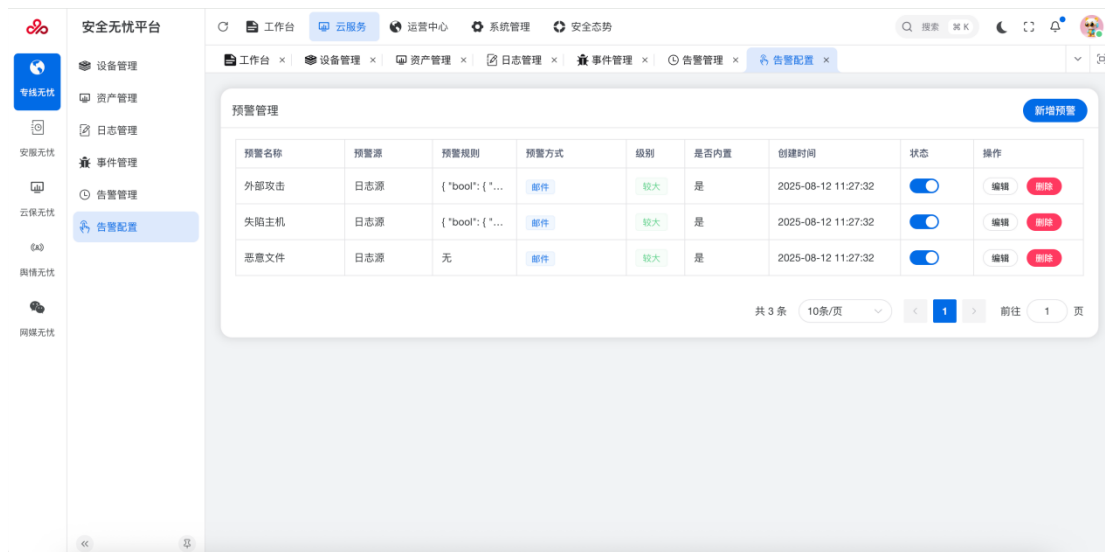 安全无忧平台
工作台 云服务 运营中心 系统管理 安全态势 搜索 ⌘ K
工作台 × 设备管理 × 资产管理 × 日志管理 × 事件管理 × 告警管理 × 告警配置 ×
专线无忧
安服无忧
云保无忧
舆情无忧
网媒无忧
设备管理
资产管理
日志管理
事件管理
告警管理
告警配置
预警管理 新增预警
预警名称 预警源 预警规则 预警方式 级别 是否内置 创建时间 状态 操作
外部攻击 日志源 { "bool": { "... 邮件 较大 是 2025-08-12 11:27:32 编辑 删除
失陷主机 日志源 { "bool": { "... 邮件 较大 是 2025-08-12 11:27:32 编辑 删除
恶意文件 日志源 无 邮件 较大 是 2025-08-12 11:27:32 编辑 删除
共 3 条 10条/页 < 1 > 前往 1 页